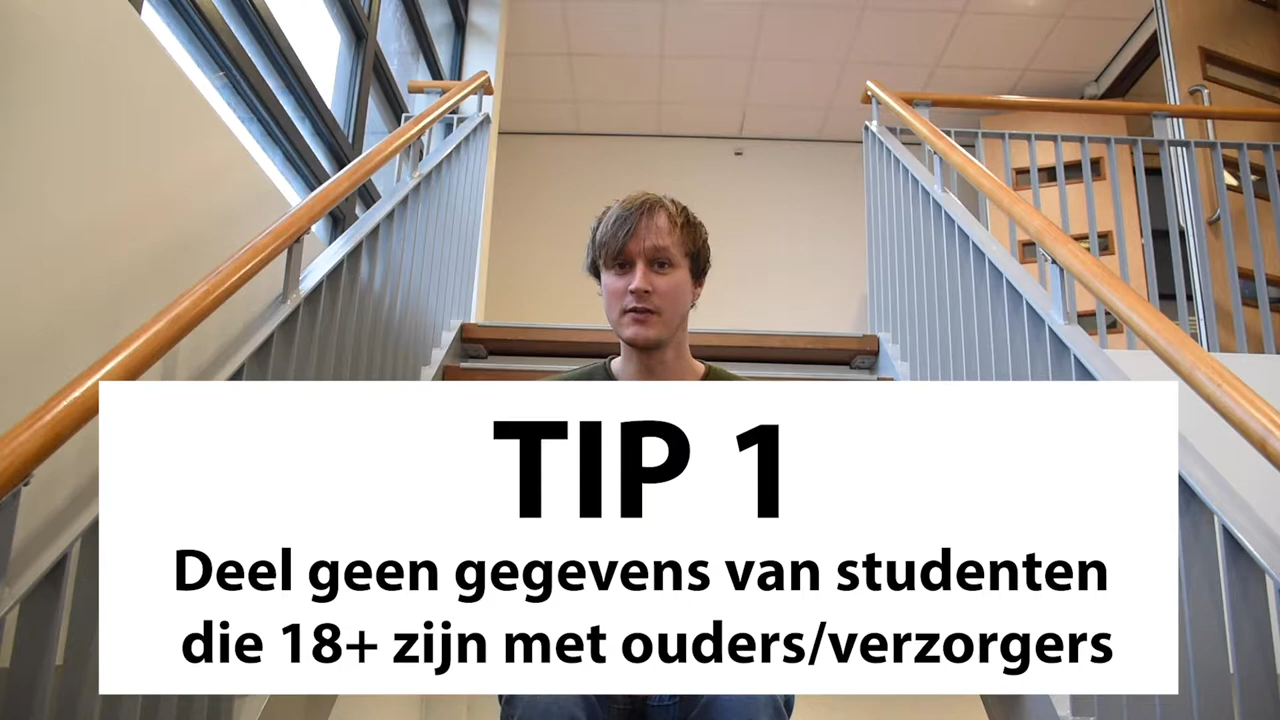 TIP 1
Deel geen gegevens van studenten
die 18+ zijn met ouders/verzorgers